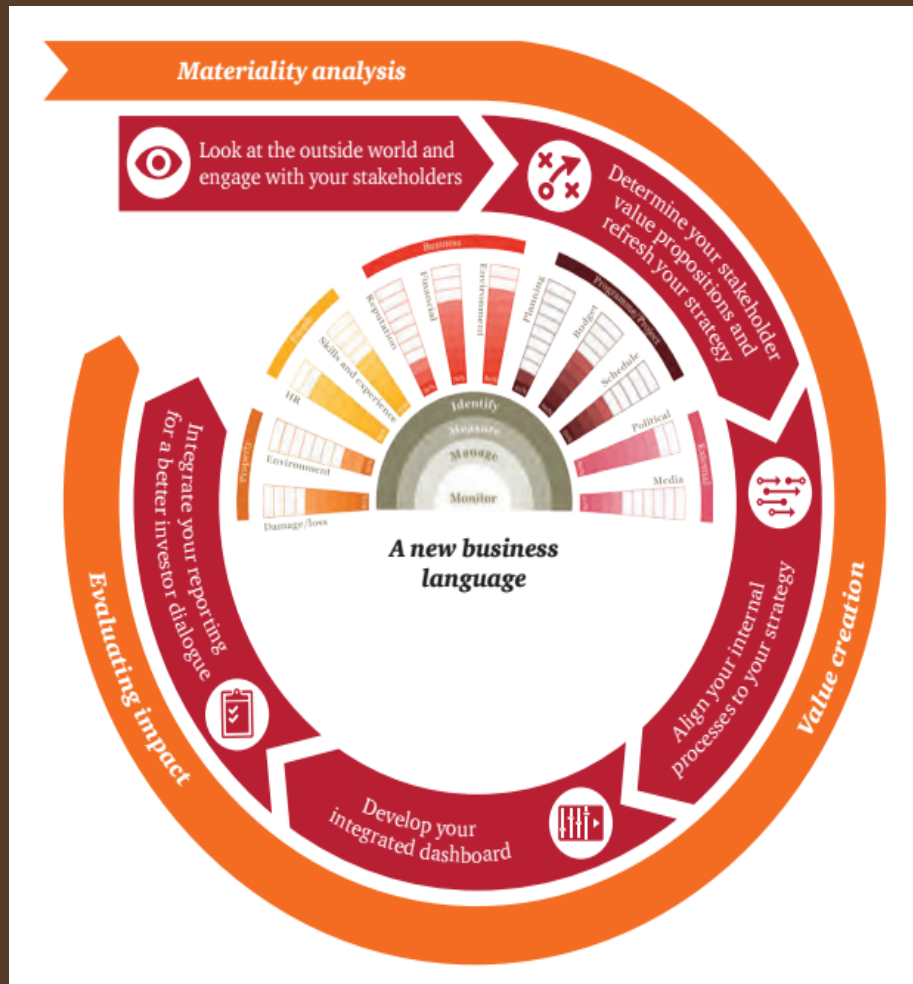 Materiality analysis
Look at the outside world and
engage with your stakeholders
Determine your stakeholder
value propositions and
refresh your strategy
Align your internal
processes to your strategy
Develop your
integrated dashboard
Integrate your reporting
for a better investor dialogue
Value creation
Evaluating impact
Property
Damage/loss
Environment
HR
Skills and experience
Business
Reputation
Financial
Environment
Programme/Project
Planning
Budget
Schedule
External
Political
Media
Identify
Measure
Manage
Monitor
A new business
language